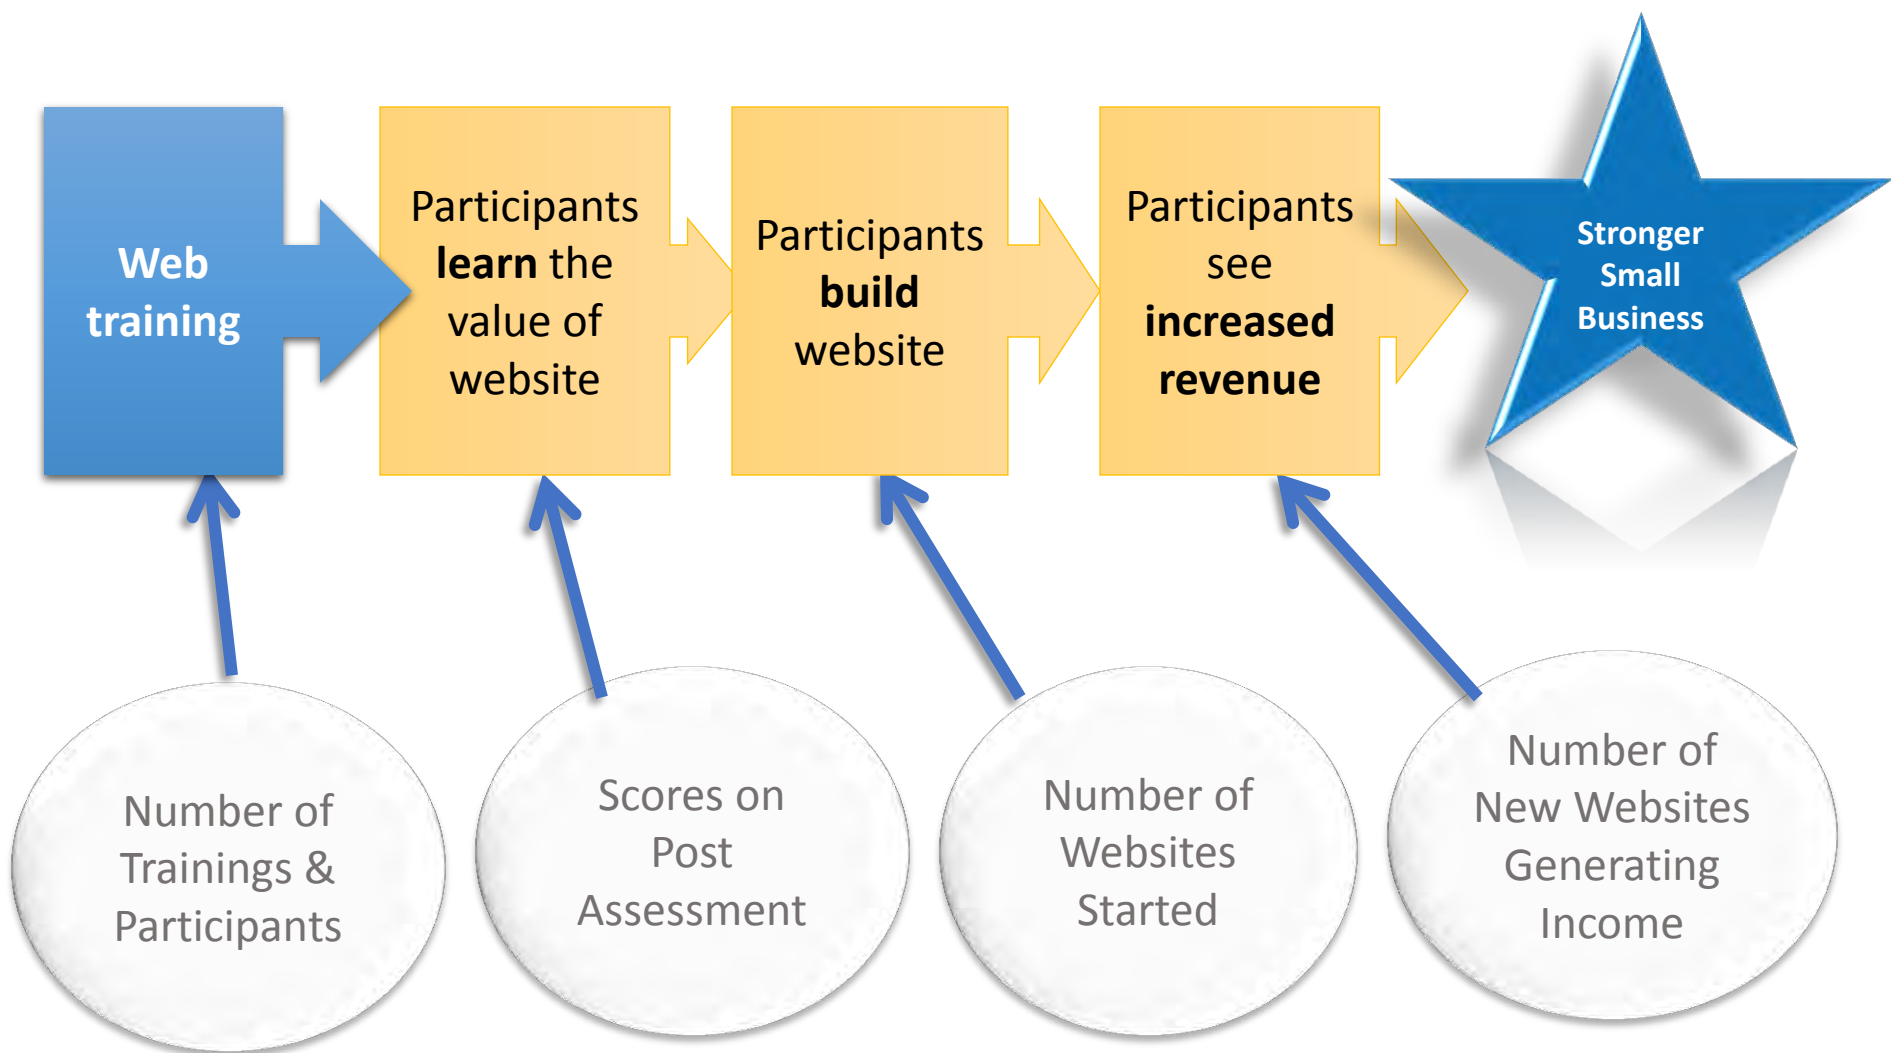 Web
training
Participants
learn the
value of
website
Participants
build
website
Participants
see
increased
revenue
Stronger
Small
Business
Number of
Trainings &
Participants
Scores on
Post
Assessment
Number of
Websites
Started
Number of
New Websites
Generating
Income